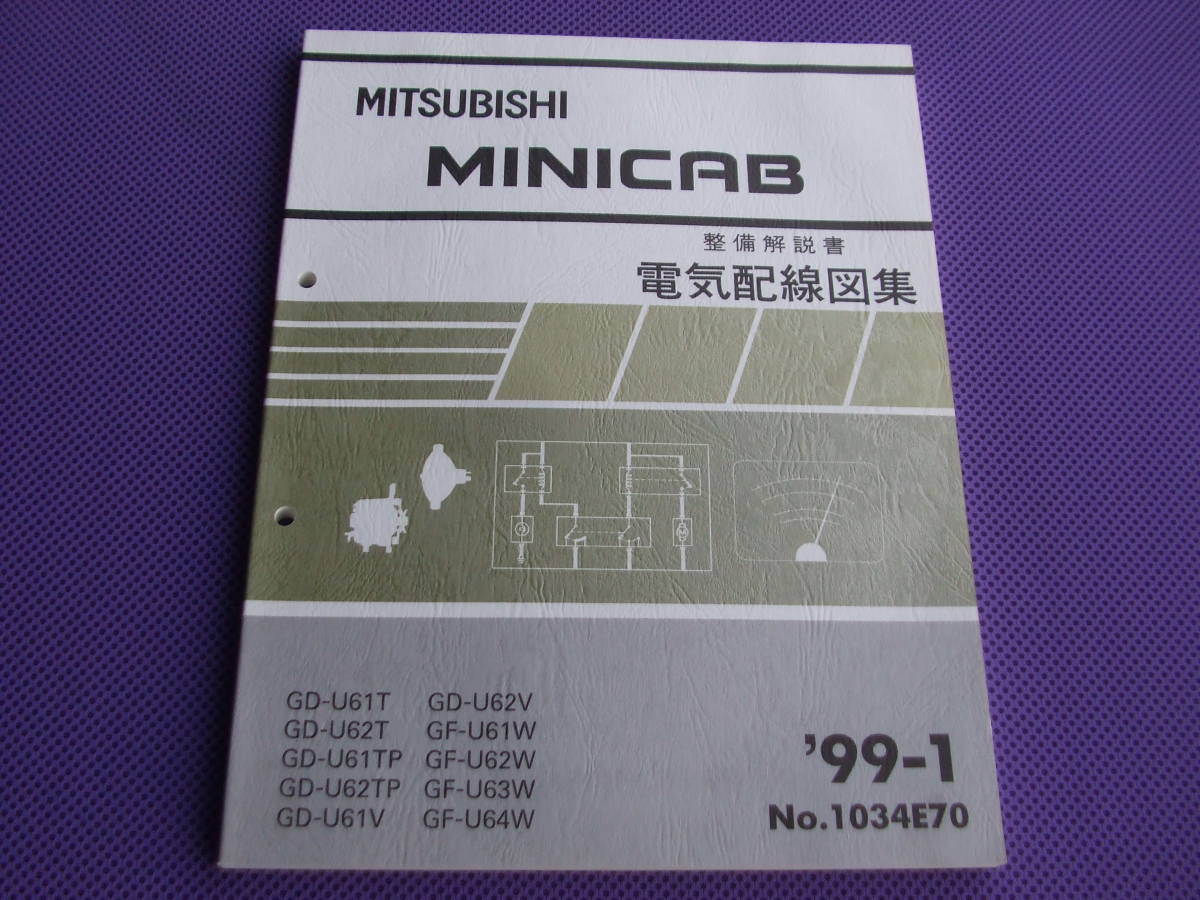 MITSUBISHI
MINICAB
整備解説書
電気配線図集
GD-U61T GD-U62V
GD-U62T GF-U61W
GD-U61TP GF-U62W
GD-U62TP GF-U63W
GD-U61V GF-U64W
'99-1
No.1034E70